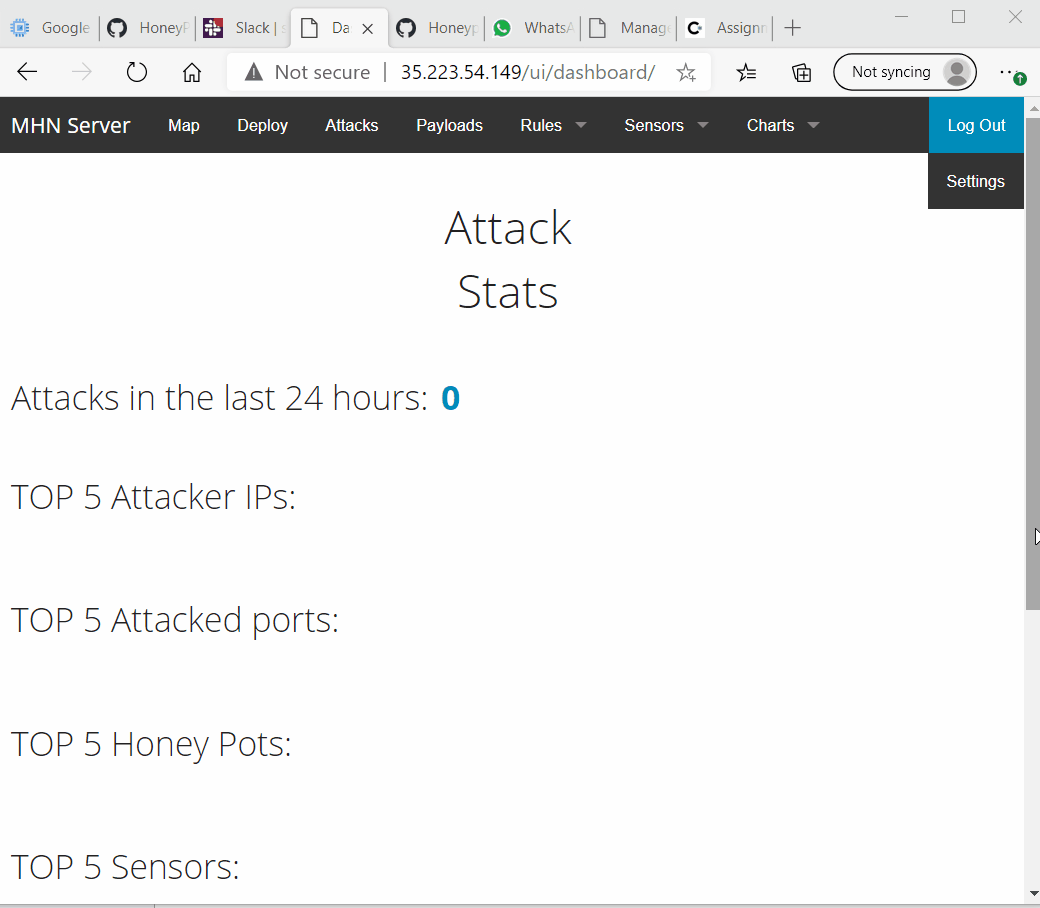 Google HoneyP Slack | Da Honeyp WhatsA Manag Assignn
Not secure | 35.223.54.149/ui/dashboard/ Not syncing
MHN Server Map Deploy Attacks Payloads Rules Sensors Charts Log Out
Settings
Attack
Stats
Attacks in the last 24 hours: 0
TOP 5 Attacker IPs:
TOP 5 Attacked ports:
TOP 5 Honey Pots:
TOP 5 Sensors: